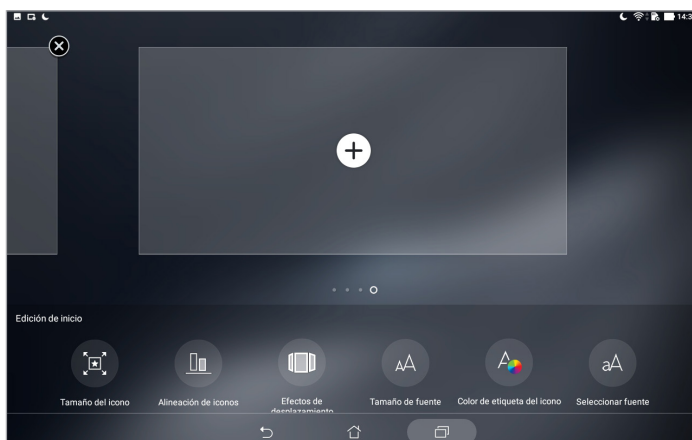 14:3
Edición de inicio
Tamaño del icono
Alineación de iconos
Efectos de
desplazamiento
Tamaño de fuente
Color de etiqueta del icono
Seleccionar fuente